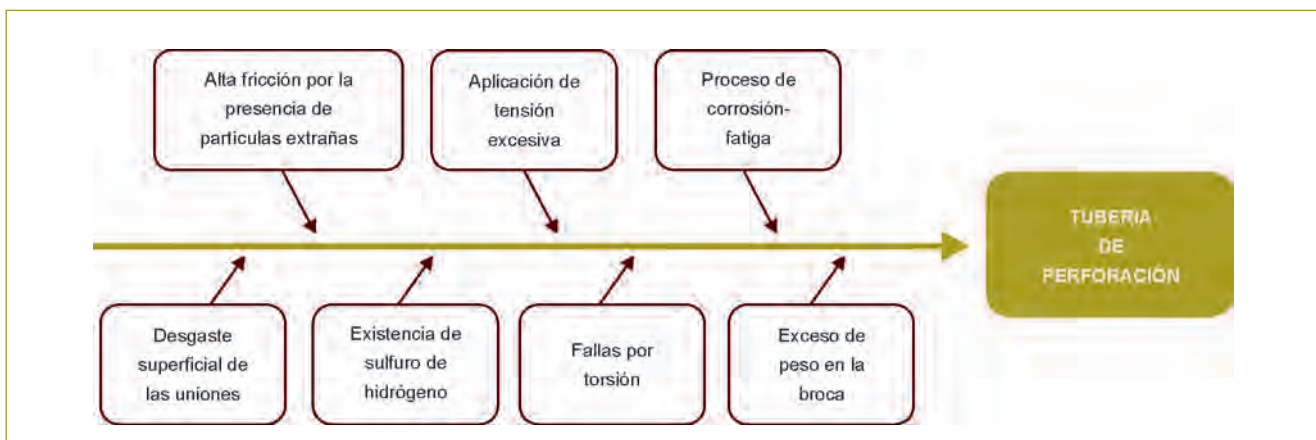 Alta fricción por la
presencia de
particulas extrañas
Aplicación de
tensión
excesiva
Proceso de
corrosión-
fatiga
TUBERIA
DE
PERFORACIÓN
Desgaste
superficial de
las uniones
Existencia de
sulfuro de
hidrógeno
Fallas por
torsión
Exceso de
peso en la
broca